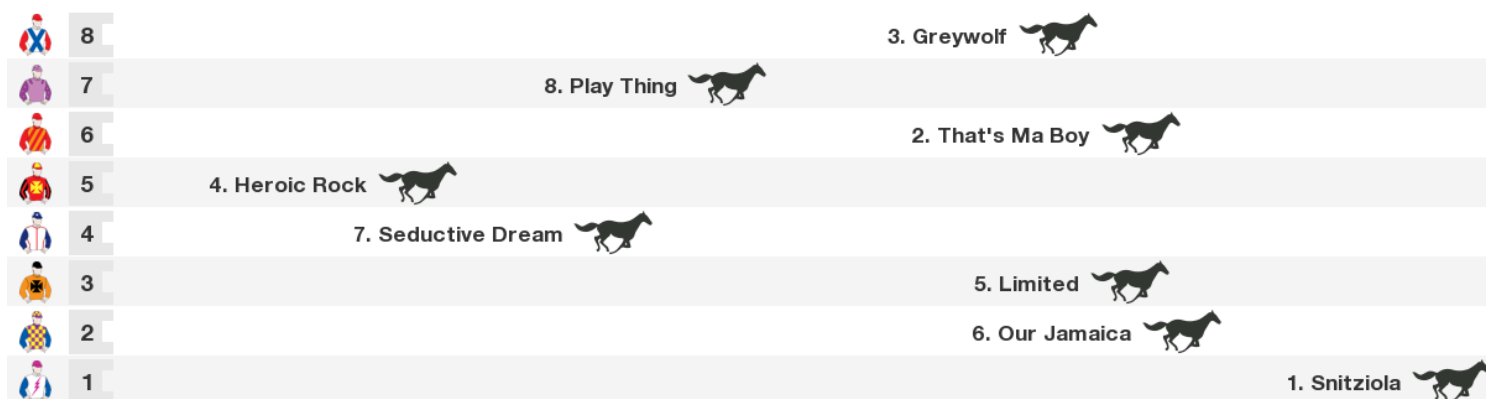 8 3. Greywolf
7 8. Play Thing
6 2. That's Ma Boy
5 4. Heroic Rock
4 7. Seductive Dream
3 5. Limited
2 6. Our Jamaica
1 1. Snitziola